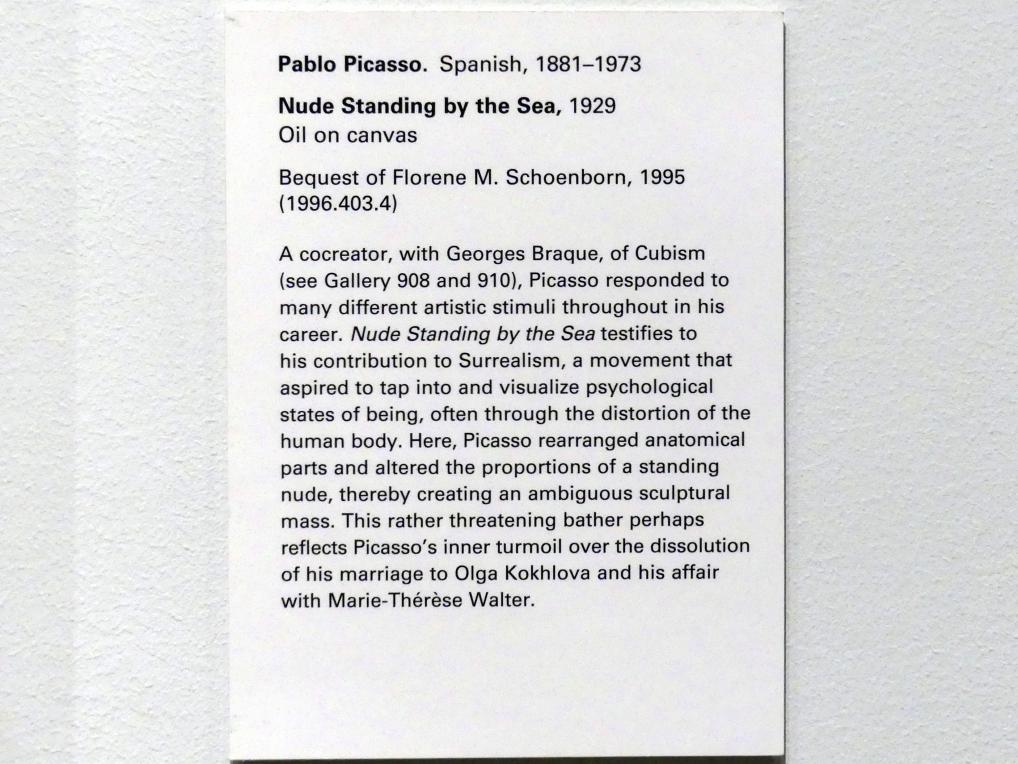 Pablo Picasso. Spanish, 1881–1973
Nude Standing by the Sea, 1929
Oil on canvas
Bequest of Florene M. Schoenborn, 1995
(1996.403.4)
A cocreator, with Georges Braque, of Cubism
(see Gallery 908 and 910), Picasso responded to
many different artistic stimuli throughout in his
career. Nude Standing by the Sea testifies to
his contribution to Surrealism, a movement that
aspired to tap into and visualize psychological
states of being, often through the distortion of the
human body. Here, Picasso rearranged anatomical
parts and altered the proportions of a standing
nude, thereby creating an ambiguous sculptural
mass. This rather threatening bather perhaps
reflects Picasso’s inner turmoil over the dissolution
of his marriage to Olga Kokhlova and his affair
with Marie-Thérèse Walter.